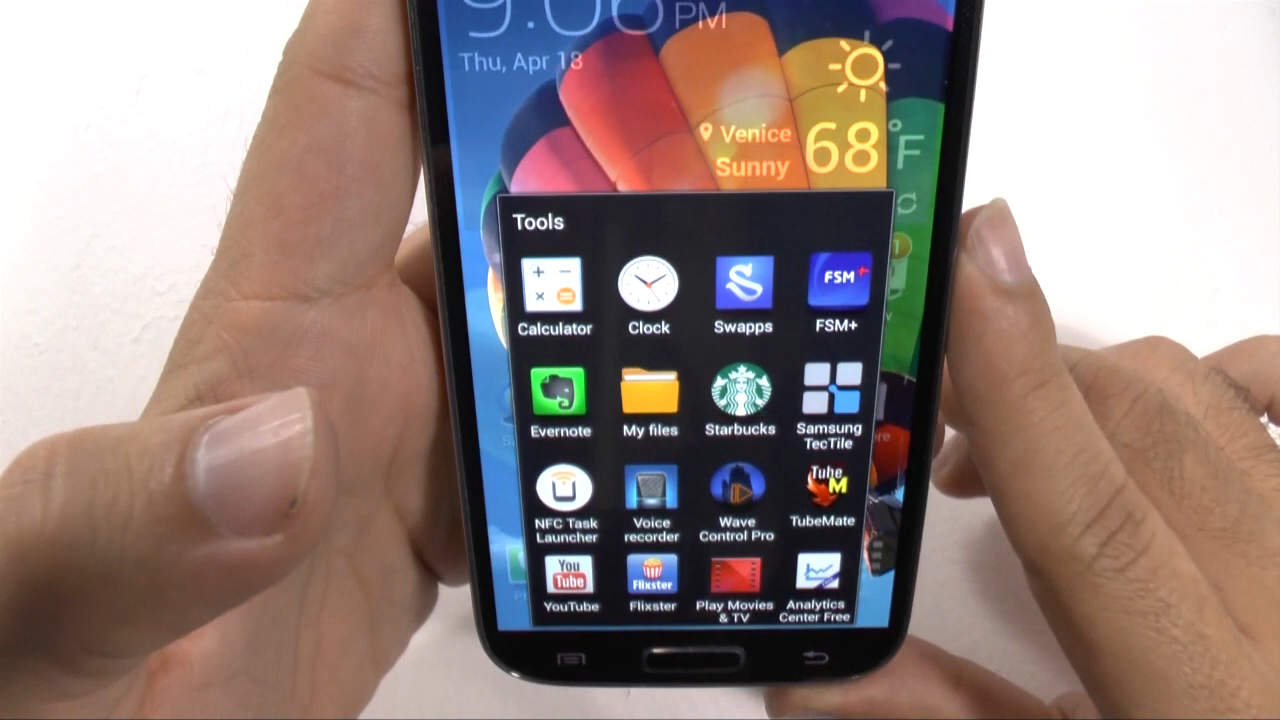 9:06 PM
Thu, Apr 18
Venice
Sunny
68°F
Tools
Calculator
Clock
Swapps
FSM+
FSM+
Evernote
My files
Starbucks
Samsung
TecTile
Tube
M
NFC Task
Launcher
Voice
recorder
Wave
Control Pro
TubeMate
You
Tube
Flixster
YouTube
Flixster
Play Movies
& TV
Analytics
Center Free